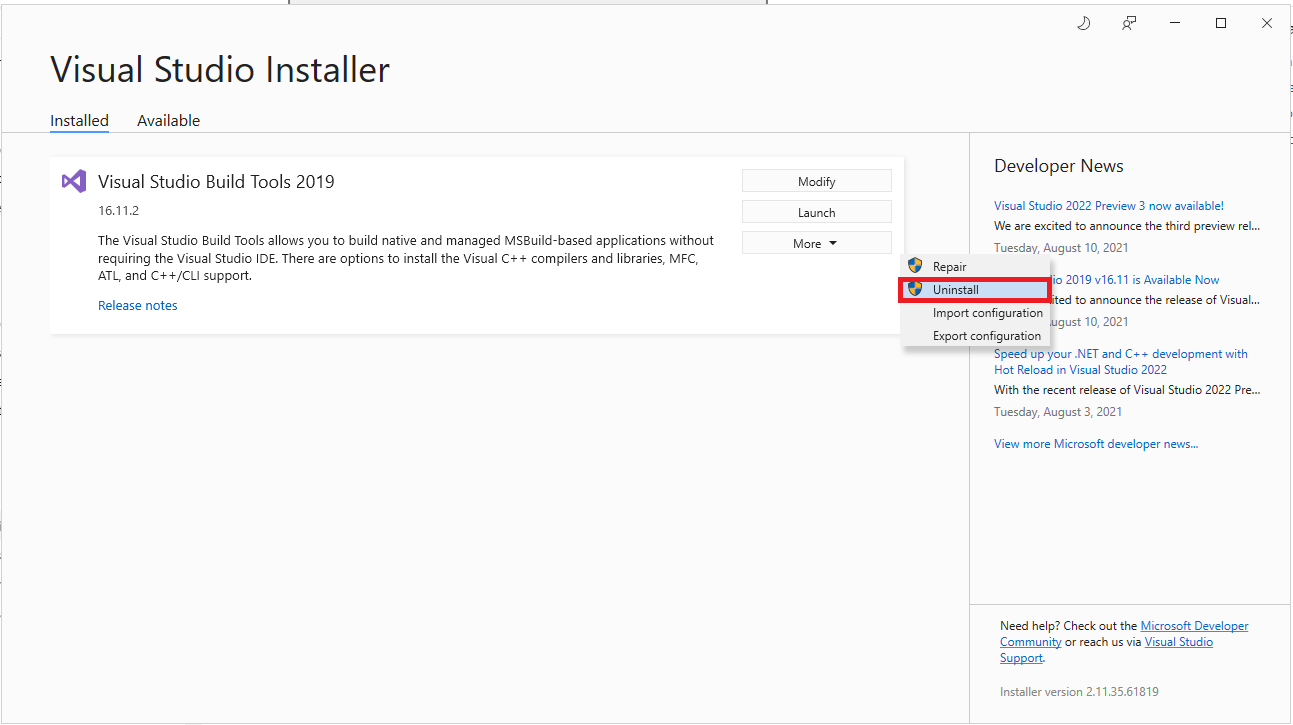 Visual Studio Installer
Installed
Available
Visual Studio Build Tools 2019
16.11.2
The Visual Studio Build Tools allows you to build native and managed MSBuild-based applications without
requiring the Visual Studio IDE. There are options to install the Visual C++ compilers and libraries, MFC,
ATL, and C++/CLI support.
Release notes
Modify
Launch
More
Repair
Uninstall
Import configuration
Export configuration
Developer News
Visual Studio 2022 Preview 3 now available!
We are excited to announce the third preview rel...
Tuesday, August 10, 2021
2019 v16.11 is Available Now
to announce the release of Visual...
August 10, 2021
Speed up your .NET and C++ development with
Hot Reload in Visual Studio 2022
With the recent release of Visual Studio 2022 Pre...
Tuesday, August 3, 2021
View more Microsoft developer news...
Need help? Check out the Microsoft Developer
Community or reach us via Visual Studio
Support.
Installer version 2.11.35.61819